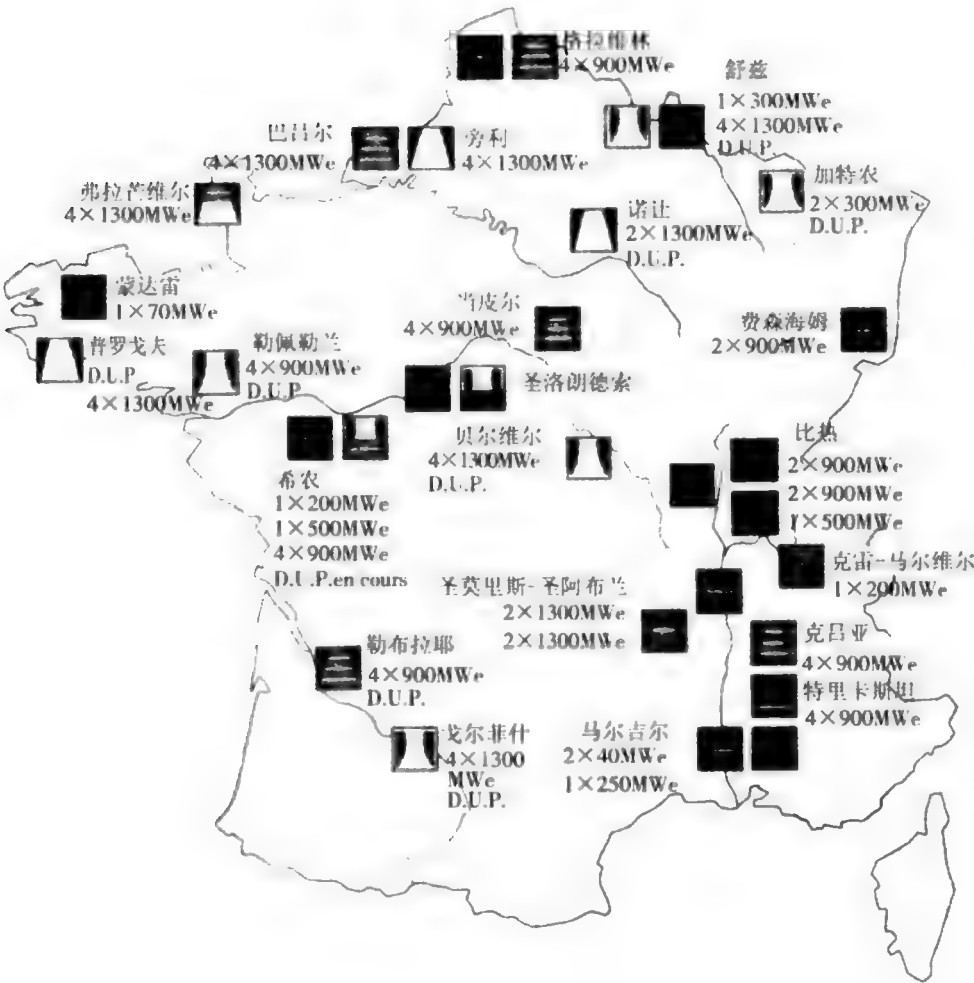 格拉维林
4×900MWe
舒兹
1×300MWe
4×1300MWe
D.U.P.
巴吕尔
4×1300MWe
旁利
4×1300MWe
加特农
2×300MWe
D.U.P.
弗拉芒维尔
4×1300MWe
诺让
2×1300MWe
D.U.P.
蒙达雷
1×70MWe
当皮尔
4×900MWe
费森海姆
2×900MWe
普罗戈夫
D.U.P
4×1300MWe
勒佩勒兰
4×900MWe
D.U.P
圣洛朗德索
贝尔维尔
4×1300MWe
D.U.P.
比热
2×900MWe
2×900MWe
1×500MWe
希农
1×200MWe
1×500MWe
4×900MWe
D.U.P.en cours
克雷-马尔维尔
1×200MWe
圣莫里斯-圣阿布兰
2×1300MWe
2×1300MWe
克吕亚
4×900MWe
勒布拉耶
4×900MWe
D.U.P.
特里卡斯坦
4×900MWe
戈尔菲什
4×1300
MWe
D.U.P.
马尔吉尔
2×40MWe
1×250MWe